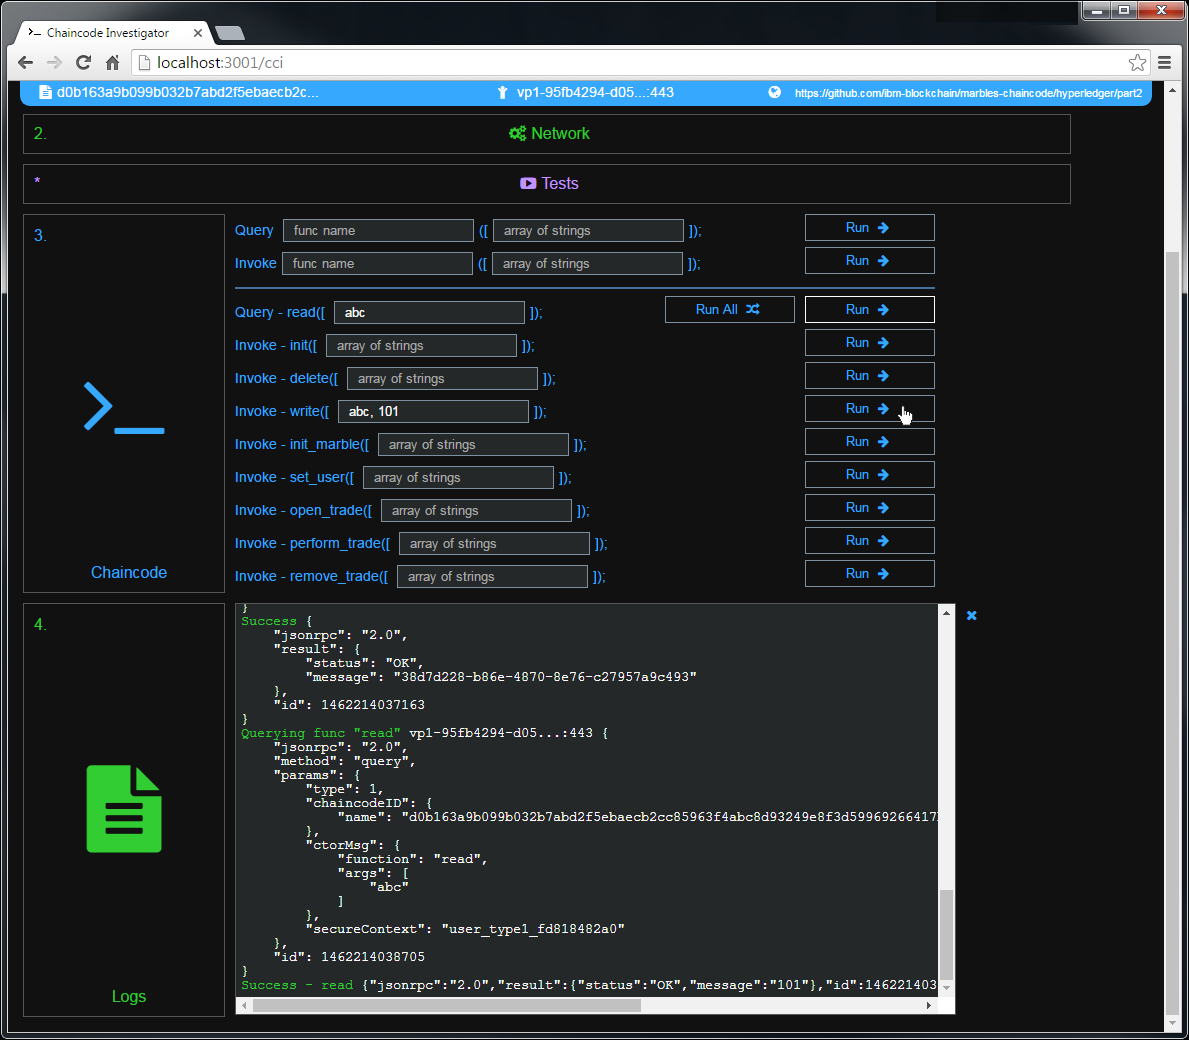 Chaincode Investigator
localhost:3001/cci
d0b163a9b099b032b7abd2f5ebaecb2c... vp1-95fb4294-d05...:443 https://github.com/ibm-blockchain/marbles-chaincode/hyperledger/part2
2. Network
* Tests
3.
Query func name ([ array of strings ]); Run
Invoke func name ([ array of strings ]); Run
Query - read([ abc ]); Run All Run
Invoke - init([ array of strings ]); Run
Invoke - delete([ array of strings ]); Run
Invoke - write([ abc, 101 ]); Run
Invoke - init_marble([ array of strings ]); Run
Invoke - set_user([ array of strings ]); Run
Invoke - open_trade([ array of strings ]); Run
Invoke - perform_trade([ array of strings ]); Run
Invoke - remove_trade([ array of strings ]); Run
Chaincode
4.
}
Success {
"jsonrpc": "2.0",
"result": {
"status": "OK",
"message": "38d7d228-b86e-4870-8e76-c27957a9c493"
},
"id": 1462214037163
}
Querying func "read" vp1-95fb4294-d05...:443 {
"jsonrpc": "2.0",
"method": "query",
"params": {
"type": 1,
"chaincodeID": {
"name": "d0b163a9b099b032b7abd2f5ebaecb2cc85963f4abc8d93249e8f3d59969266417
},
"ctorMsg": {
"function": "read",
"args": [
"abc"
]
},
"secureContext": "user_type1_fd818482a0"
},
"id": 1462214038705
}
Success - read {"jsonrpc":"2.0","result":{"status":"OK","message":"101"},"id":146221403
Logs